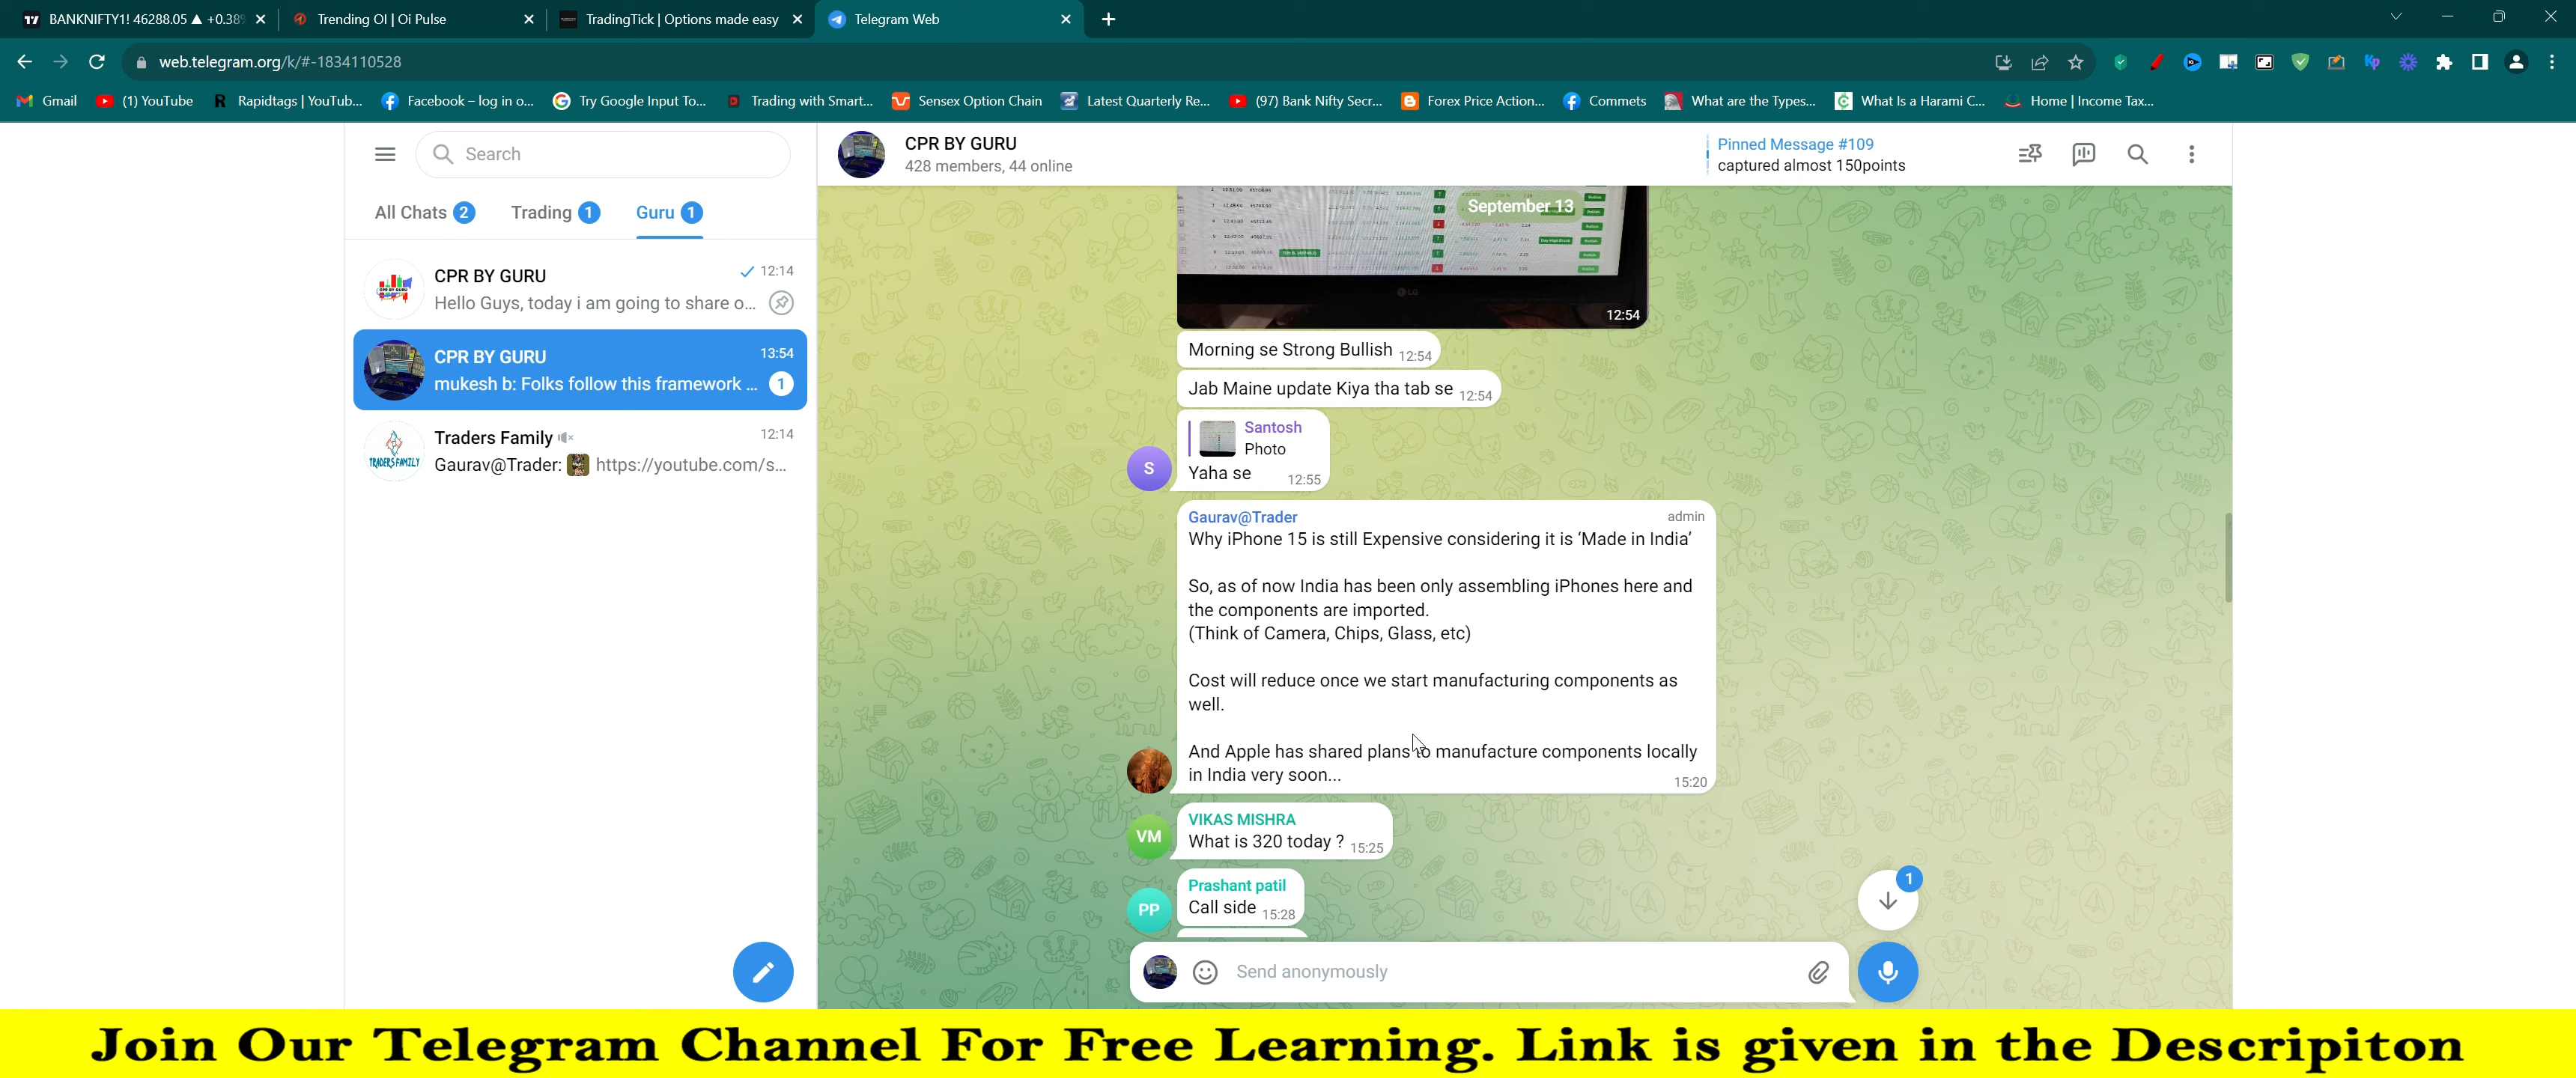 BANKNIFTY1! 46288.05 ▲ +0.38%
Trending OI | Oi Pulse
TradingTick | Options made easy
Telegram Web
web.telegram.org/k/#-1834110528
Gmail
(1) YouTube
Rapidtags | YouTub...
Facebook – log in o...
Try Google Input To...
Trading with Smart...
Sensex Option Chain
Latest Quarterly Re...
(97) Bank Nifty Secr...
Forex Price Action...
Commets
What are the Types...
What Is a Harami C...
Home | Income Tax...
Search
All Chats 2
Trading 1
Guru 1
CPR BY GURU 12:14
Hello Guys, today i am going to share o...
CPR BY GURU 13:54
mukesh b: Folks follow this framework ... 1
Traders Family 12:14
Gaurav@Trader: https://youtube.com/s...
TRADERS FAMILY
CPR BY GURU
428 members, 44 online
Pinned Message #109
captured almost 150points
September 13
LG
12:54
Morning se Strong Bullish 12:54
Jab Maine update Kiya tha tab se 12:54
Santosh
Photo
S
Yaha se 12:55
Gaurav@Trader admin
Why iPhone 15 is still Expensive considering it is ‘Made in India’
So, as of now India has been only assembling iPhones here and
the components are imported.
(Think of Camera, Chips, Glass, etc)
Cost will reduce once we start manufacturing components as
well.
And Apple has shared plans to manufacture components locally
in India very soon...
15:20
VM
VIKAS MISHRA
What is 320 today ? 15:25
PP
Prashant patil
Call side 15:28
1
Send anonymously
Join Our Telegram Channel For Free Learning. Link is given in the Descripiton